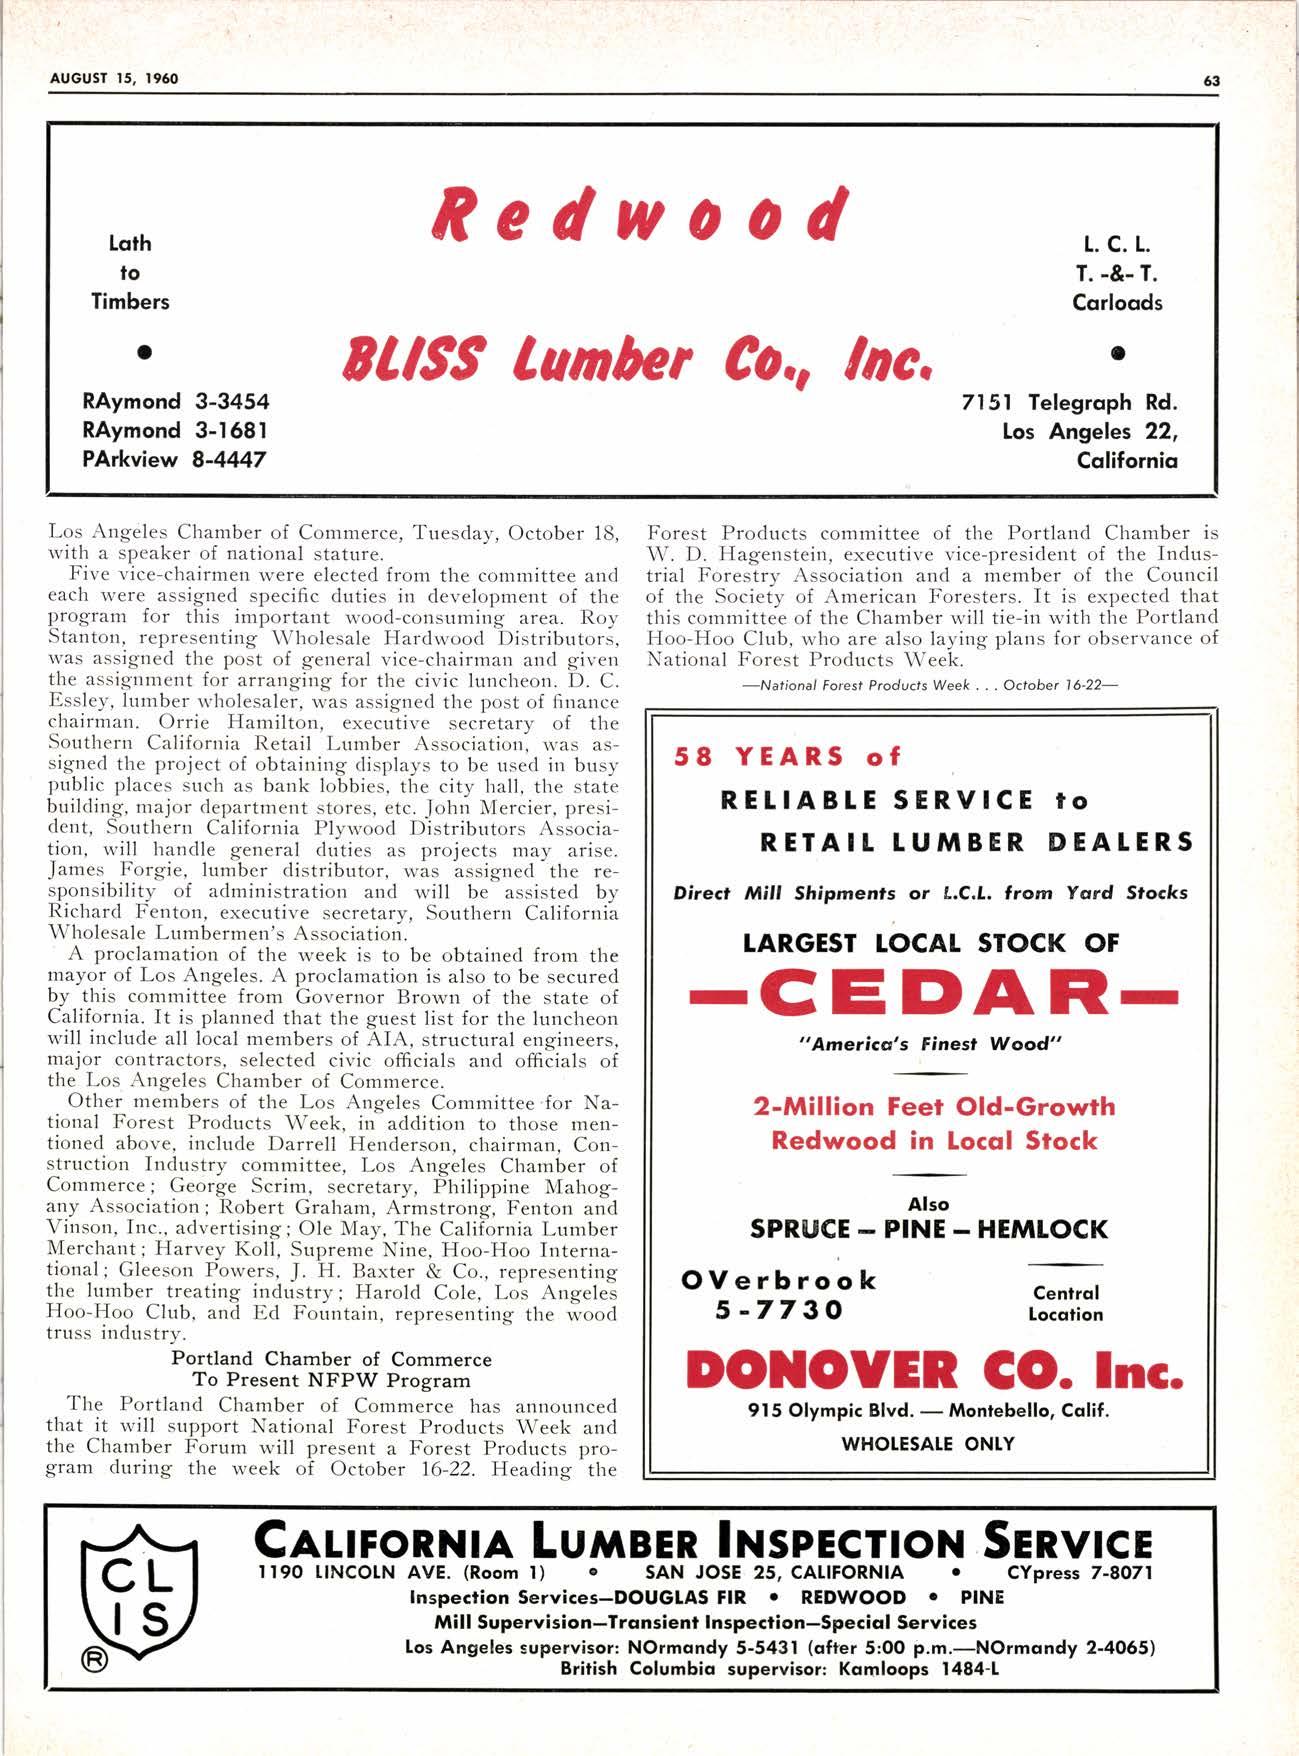 AUGUST 15, 1960
63
Redwood
Lath
to
Timbers
•
RAymond 3-3454
RAymond 3-1681
PArkview 8-4447
BLISS Lumber Co., Inc.
L. C. L.
T. -&- T.
Carloads
•
7151 Telegraph Rd.
Los Angeles 22,
California
Los Angeles Chamber of Commerce, Tuesday, October 18,
with a speaker of national stature.
Five vice-chairmen were elected from the committee and
each were assigned specific duties in development of the
program for this important wood-consuming area. Roy
Stanton, representing Wholesale Hardwood Distributors,
was assigned the post of general vice-chairman and given
the assignment for arranging for the civic luncheon. D. C.
Essley, lumber wholesaler, was assigned the post of finance
chairman. Orrie Hamilton, executive secretary of the
Southern California Retail Lumber Association, was as-
signed the project of obtaining displays to be used in busy
public places such as bank lobbies, the city hall, the state
building, major department stores, etc. John Mercier, presi-
dent, Southern California Plywood Distributors Associa-
tion, will handle general duties as projects may arise.
James Forgie, lumber distributor, was assigned the re-
sponsibility of administration and will be assisted by
Richard Fenton, executive secretary, Southern California
Wholesale Lumbermen's Association.
A proclamation of the week is to be obtained from the
mayor of Los Angeles. A proclamation is also to be secured
by this committee from Governor Brown of the state of
California. It is planned that the guest list for the luncheon
will include all local members of AIA, structural engineers,
major contractors, selected civic officials and officials of
the Los Angeles Chamber of Commerce.
Other members of the Los Angeles Committee for Na-
tional Forest Products Week, in addition to those men-
tioned above, include Darrell Henderson, chairman, Con-
struction Industry committee, Los Angeles Chamber of
Commerce; George Scrim, secretary, Philippine Mahog-
any Association; Robert Graham, Armstrong, Fenton and
Vinson, Inc., advertising; Ole May, The California Lumber
Merchant; Harvey Koll, Supreme Nine, Hoo-Hoo Interna-
tional; Gleeson Powers, J. H. Baxter & Co., representing
the lumber treating industry; Harold Cole, Los Angeles
Hoo-Hoo Club, and Ed Fountain, representing the wood
truss industry.
Portland Chamber of Commerce
To Present NFPW Program
The Portland Chamber of Commerce has announced
that it will support National Forest Products Week and
the Chamber Forum will present a Forest Products pro-
gram during the week of October 16-22. Heading the
Forest Products committee of the Portland Chamber is
W. D. Hagenstein, executive vice-president of the Indus-
trial Forestry Association and a member of the Council
of the Society of American Foresters. It is expected that
this committee of the Chamber will tie-in with the Portland
Hoo-Hoo Club, who are also laying plans for observance of
National Forest Products Week.
—National Forest Products Week . . . October 16-22—
58 YEARS of
RELIABLE SERVICE to
RETAIL LUMBER DEALERS
Direct Mill Shipments or L.C.L. from Yard Stocks
LARGEST LOCAL STOCK OF
—CEDAR—
"America's Finest Wood"
2-Million Feet Old-Growth
Redwood in Local Stock
Also
SPRUCE — PINE — HEMLOCK
OVerbrook
5-7730
Central
Location
DONOVER CO. Inc.
915 Olympic Blvd. — Montebello, Calif.
WHOLESALE ONLY
CL
IS
®
CALIFORNIA LUMBER INSPECTION SERVICE
1190 LINCOLN AVE. (Room 1) • SAN JOSE 25, CALIFORNIA • CYpress 7-8071
Inspection Services—DOUGLAS FIR • REDWOOD • PINE
Mill Supervision—Transient Inspection—Special Services
Los Angeles supervisor: NOrmandy 5-5431 (after 5:00 p.m.—NOrmandy 2-4065)
British Columbia supervisor: Kamloops 1484-L